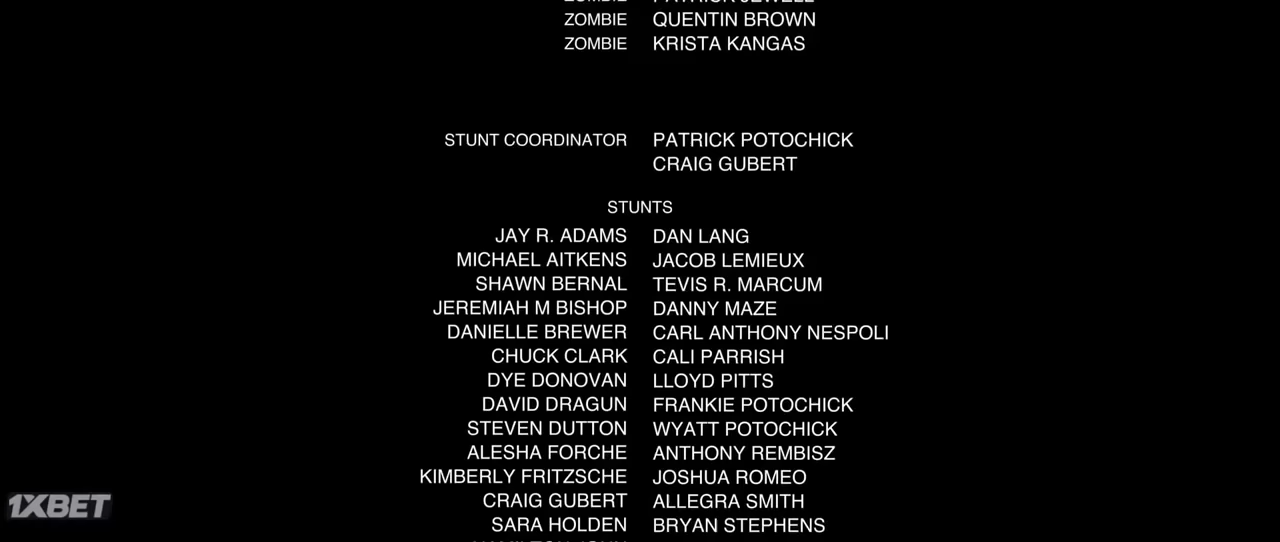 ZOMBIE PATRICK JEWELL
ZOMBIE QUENTIN BROWN
ZOMBIE KRISTA KANGAS
STUNT COORDINATOR PATRICK POTOCHICK
CRAIG GUBERT
STUNTS
JAY R. ADAMS DAN LANG
MICHAEL AITKENS JACOB LEMIEUX
SHAWN BERNAL TEVIS R. MARCUM
JEREMIAH M BISHOP DANNY MAZE
DANIELLE BREWER CARL ANTHONY NESPOLI
CHUCK CLARK CALI PARRISH
DYE DONOVAN LLOYD PITTS
DAVID DRAGUN FRANKIE POTOCHICK
STEVEN DUTTON WYATT POTOCHICK
ALESHA FORCHE ANTHONY REMBISZ
KIMBERLY FRITZSCHE JOSHUA ROMEO
CRAIG GUBERT ALLEGRA SMITH
SARA HOLDEN BRYAN STEPHENS
1XBET